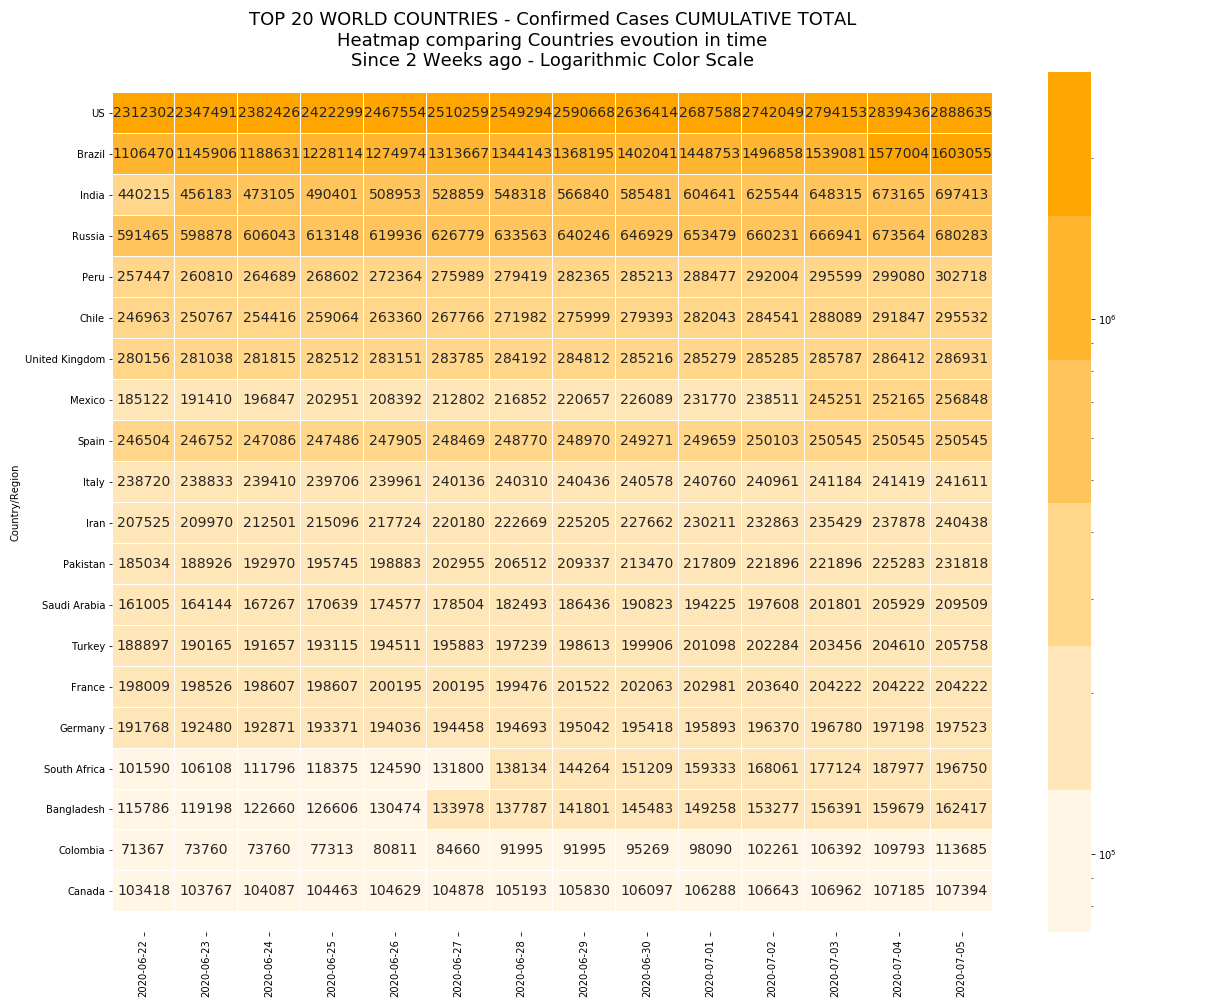 TOP 20 WORLD COUNTRIES - Confirmed Cases CUMULATIVE TOTAL
Heatmap comparing Countries evoution in time
Since 2 Weeks ago - Logarithmic Color Scale
Country/Region
US 2312302 2347491 2382426 2422299 2467554 2510259 2549294 2590668 2636414 2687588 2742049 2794153 2839436 2888635
Brazil 1106470 1145906 1188631 1228114 1274974 1313667 1344143 1368195 1402041 1448753 1496858 1539081 1577004 1603055
India 440215 456183 473105 490401 508953 528859 548318 566840 585481 604641 625544 648315 673165 697413
Russia 591465 598878 606043 613148 619936 626779 633563 640246 646929 653479 660231 666941 673564 680283
Peru 257447 260810 264689 268602 272364 275989 279419 282365 285213 288477 292004 295599 299080 302718
Chile 246963 250767 254416 259064 263360 267766 271982 275999 279393 282043 284541 288089 291847 295532
United Kingdom 280156 281038 281815 282512 283151 283785 284192 284812 285216 285279 285285 285787 286412 286931
Mexico 185122 191410 196847 202951 208392 212802 216852 220657 226089 231770 238511 245251 252165 256848
Spain 246504 246752 247086 247486 247905 248469 248770 248970 249271 249659 250103 250545 250545 250545
Italy 238720 238833 239410 239706 239961 240136 240310 240436 240578 240760 240961 241184 241419 241611
Iran 207525 209970 212501 215096 217724 220180 222669 225205 227662 230211 232863 235429 237878 240438
Pakistan 185034 188926 192970 195745 198883 202955 206512 209337 213470 217809 221896 221896 225283 231818
Saudi Arabia 161005 164144 167267 170639 174577 178504 182493 186436 190823 194225 197608 201801 205929 209509
Turkey 188897 190165 191657 193115 194511 195883 197239 198613 199906 201098 202284 203456 204610 205758
France 198009 198526 198607 198607 200195 200195 199476 201522 202063 202981 203640 204222 204222 204222
Germany 191768 192480 192871 193371 194036 194458 194693 195042 195418 195893 196370 196780 197198 197523
South Africa 101590 106108 111796 118375 124590 131800 138134 144264 151209 159333 168061 177124 187977 196750
Bangladesh 115786 119198 122660 126606 130474 133978 137787 141801 145483 149258 153277 156391 159679 162417
Colombia 71367 73760 73760 77313 80811 84660 91995 91995 95269 98090 102261 106392 109793 113685
Canada 103418 103767 104087 104463 104629 104878 105193 105830 106097 106288 106643 106962 107185 107394
2020-06-22 2020-06-23 2020-06-24 2020-06-25 2020-06-26 2020-06-27 2020-06-28 2020-06-29 2020-06-30 2020-07-01 2020-07-02 2020-07-03 2020-07-04 2020-07-05
10⁶
10⁵